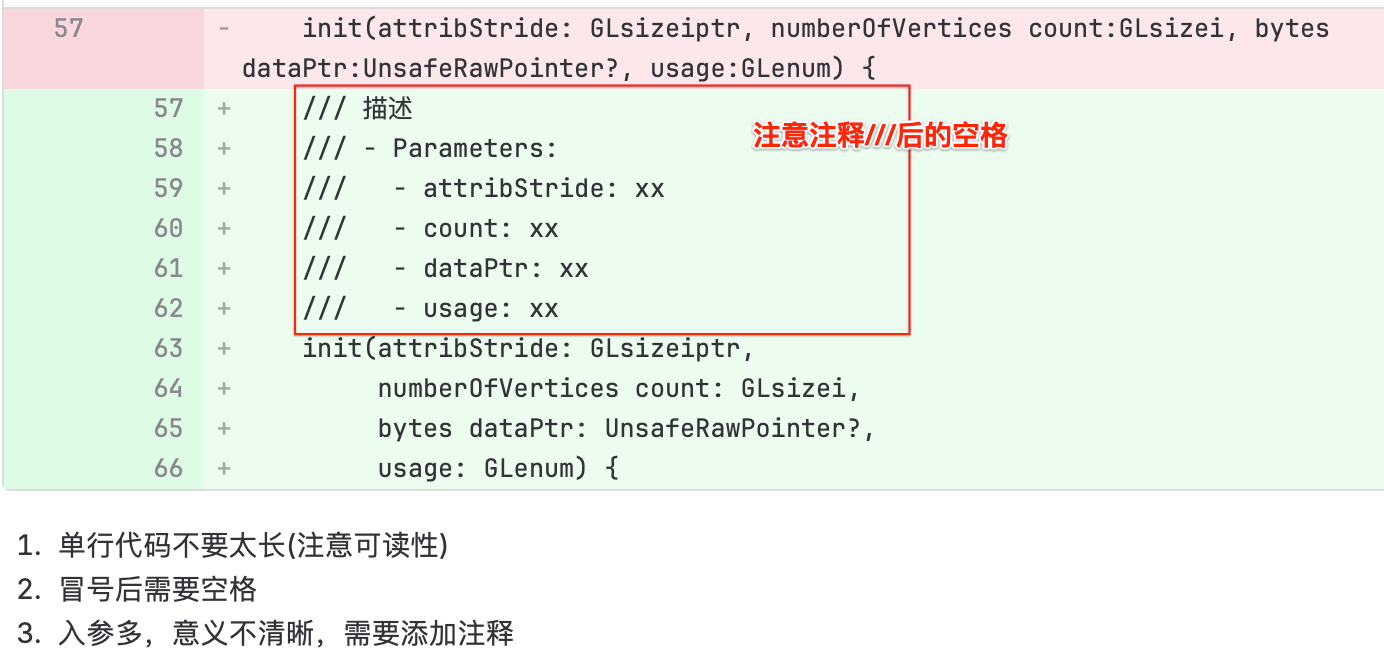 57 - init(attribStride: GLsizeiptr, numberOfVertices count:GLsizei, bytes
dataPtr:UnsafeRawPointer?, usage:GLenum) {
57 + /// 描述
注意注释///后的空格
58 + /// - Parameters:
59 + ///   - attribStride: xx
60 + ///   - count: xx
61 + ///   - dataPtr: xx
62 + ///   - usage: xx
63 + init(attribStride: GLsizeiptr,
64 + numberOfVertices count: GLsizei,
65 + bytes dataPtr: UnsafeRawPointer?,
66 + usage: GLenum) {
1. 单行代码不要太长(注意可读性)
2. 冒号后需要空格
3. 入参多，意义不清晰，需要添加注释